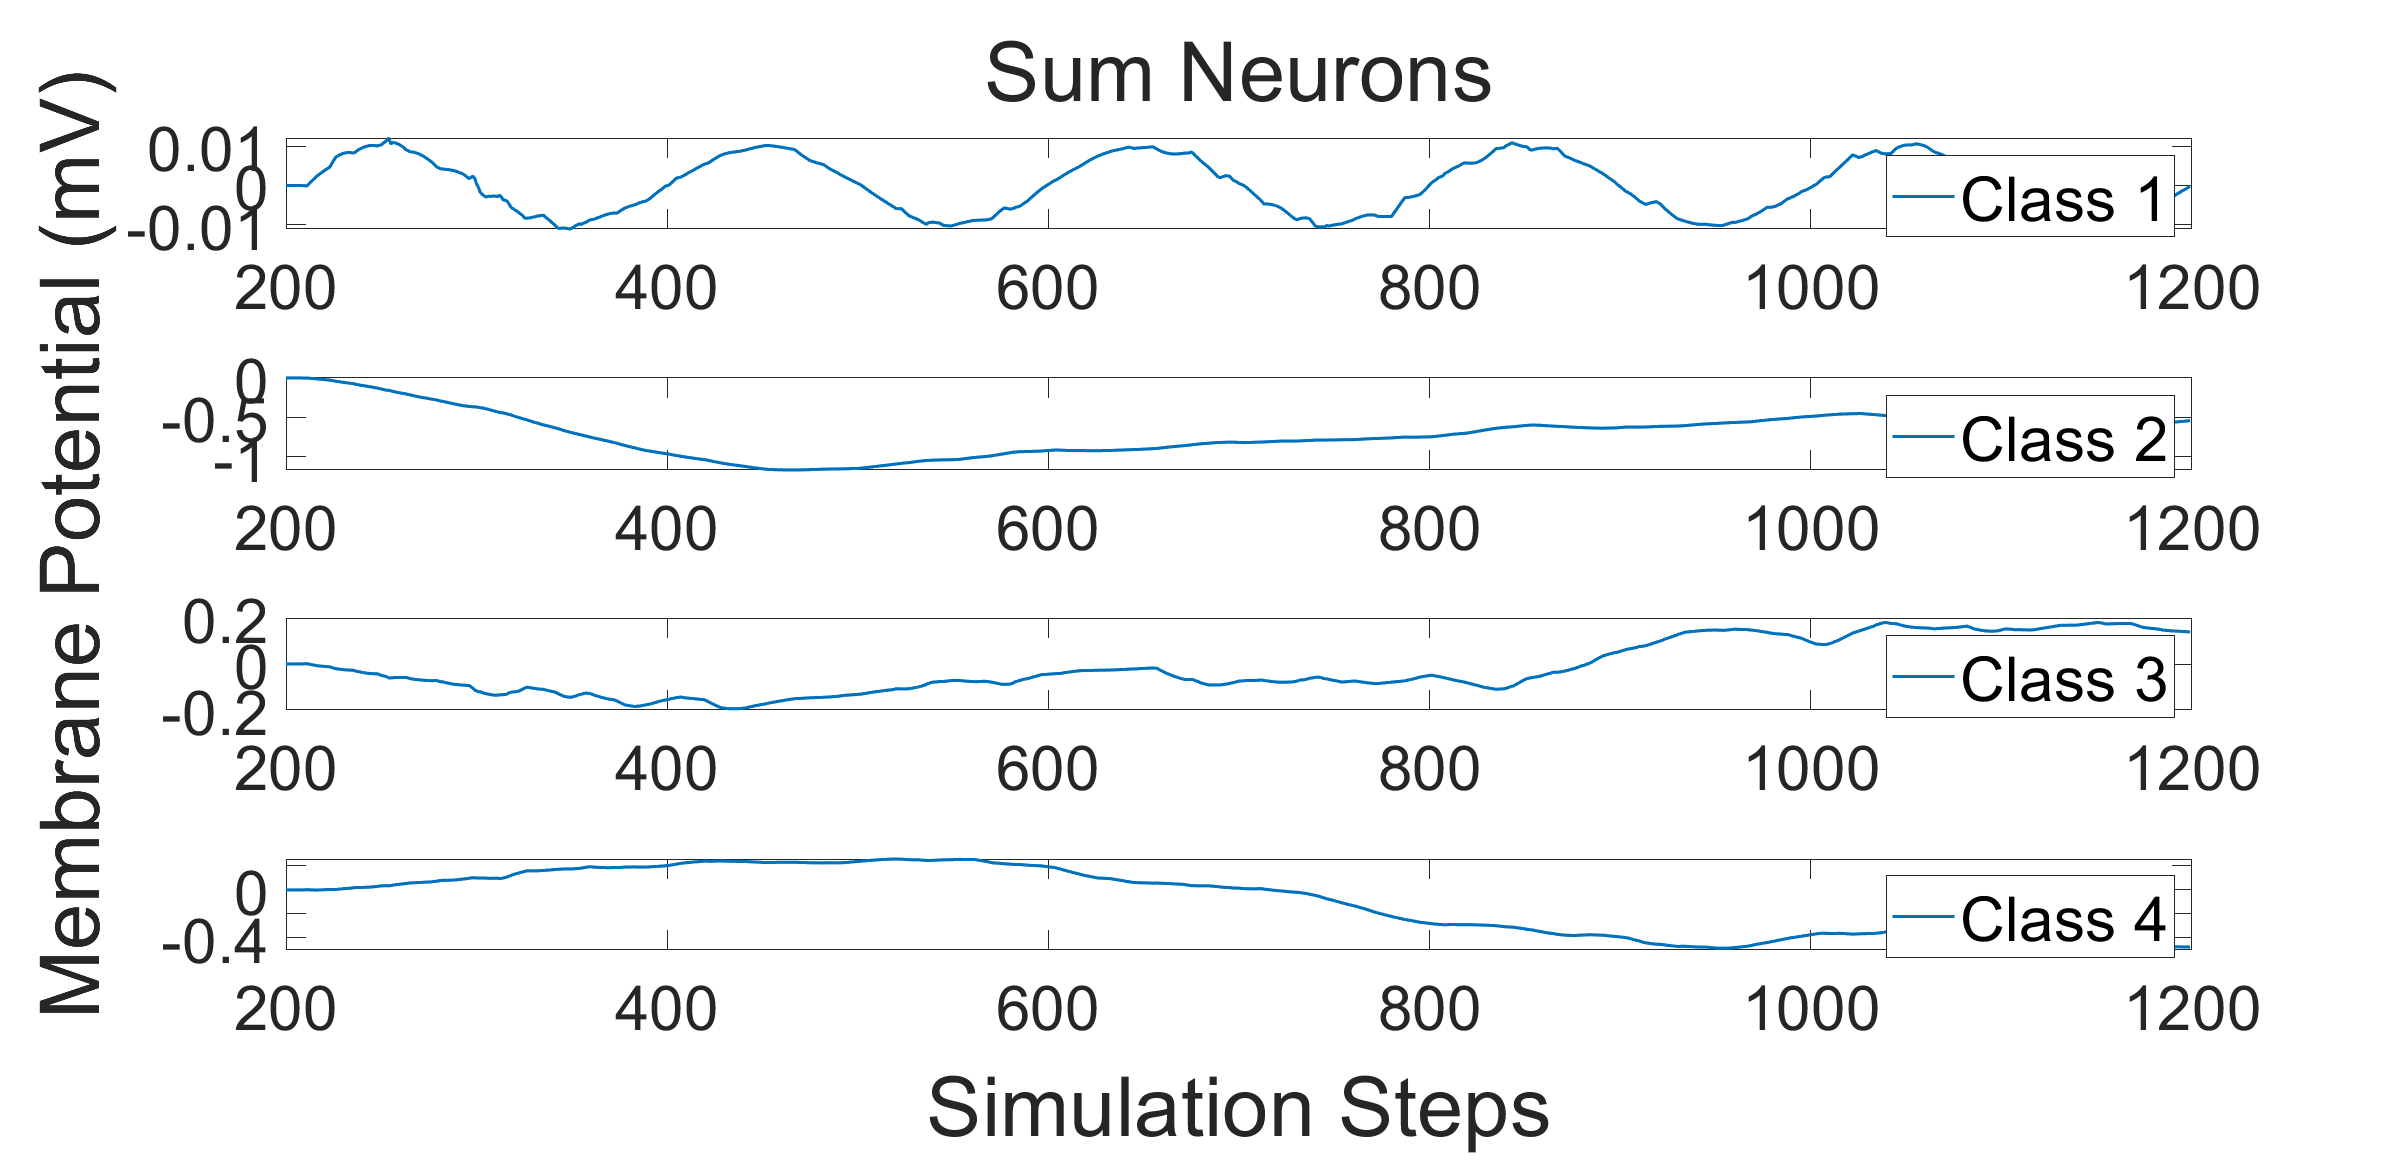 Sum Neurons
Membrane Potential (mV)
0.01
0
-0.01
Class 1
200 400 600 800 1000 1200
0
-0.5
-1
Class 2
200 400 600 800 1000 1200
0.2
0
-0.2
Class 3
200 400 600 800 1000 1200
0
-0.4
Class 4
200 400 600 800 1000 1200
Simulation Steps